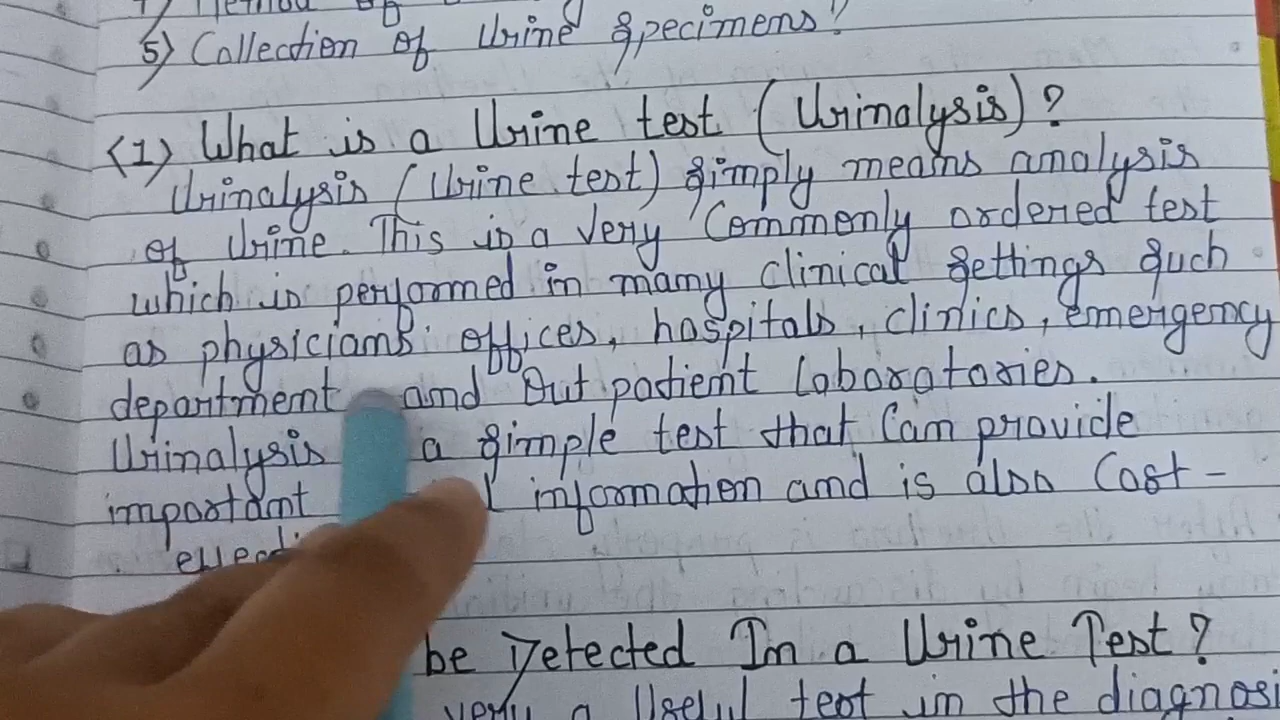 5) Collection of Urine Specimens?
(1) What is a Urine test (Urinalysis)?
Urinalysis (Urine test) simply means analysis
of Urine. This is a very Commonly ordered test
which is performed in many clinical settings such
as physicians' offices, hospitals, clinics, emergency
department and Out patient Laboratories.
Urinalysis a simple test that Can provide
important information and is also Cost-
be Detected In a Urine Test?
very a Useful test in the diagnosi